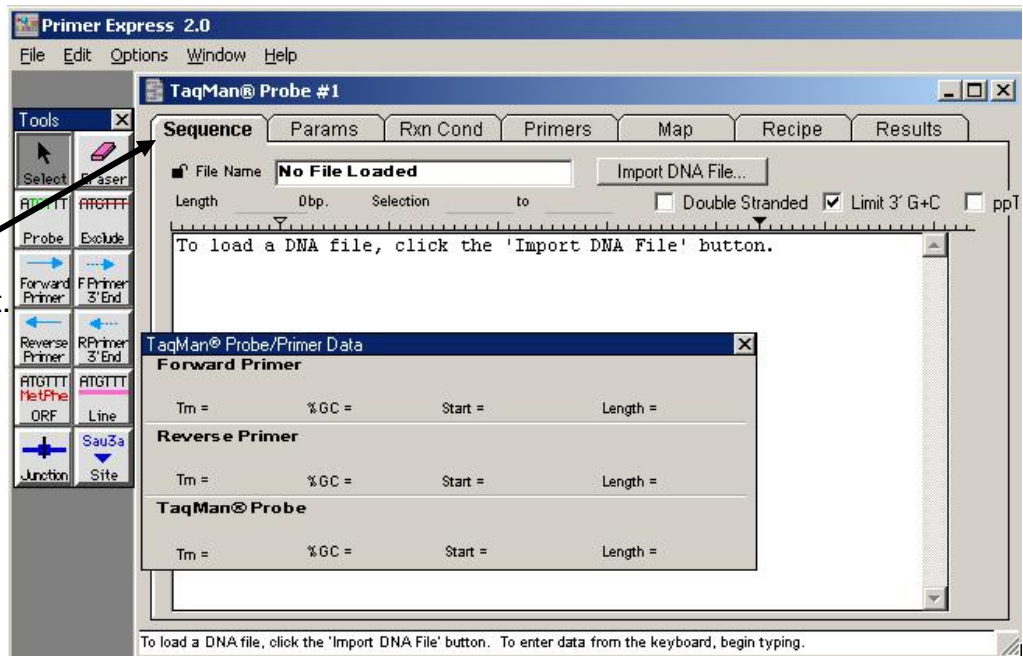 Primer Express 2.0
File Edit Options Window Help
TaqMan® Probe #1
Tools
Sequence Params Rxn Cond Primers Map Recipe Results
File Name No File Loaded Import DNA File...
Length 0bp. Selection to Double Stranded Limit 3' G+C
To load a DNA file, click the 'Import DNA File' button.
Select
ATGTTT
Probe Exclude
Forward Primer F Primer 3' End
Reverse Primer RPrimer 3' End
ATGTTT ATGTTT
MetPhe
ORF Line
Sau3a
Junction Site
TaqMan® Probe/Primer Data
Forward Primer
Tm = %GC = Start = Length =
Reverse Primer
Tm = %GC = Start = Length =
TaqMan® Probe
Tm = %GC = Start = Length =
To load a DNA file, click the 'Import DNA File' button. To enter data from the keyboard, begin typing.